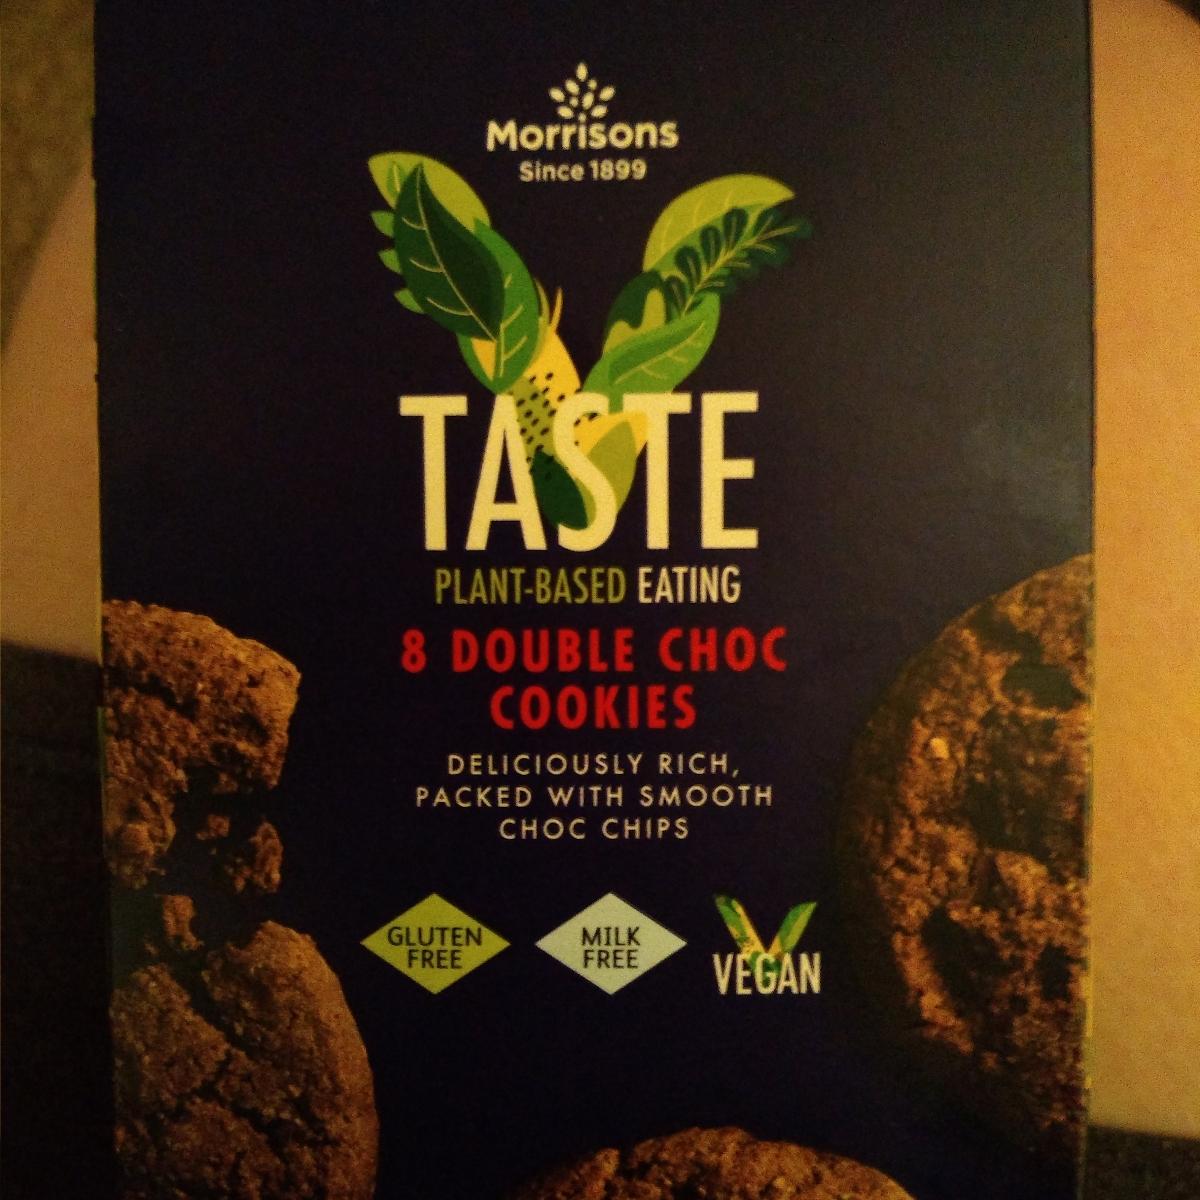 Morrisons
Since 1899
V
TASTE
PLANT-BASED EATING
8 DOUBLE CHOC
COOKIES
DELICIOUSLY RICH,
PACKED WITH SMOOTH
CHOC CHIPS
GLUTEN
FREE
MILK
FREE
V
VEGAN